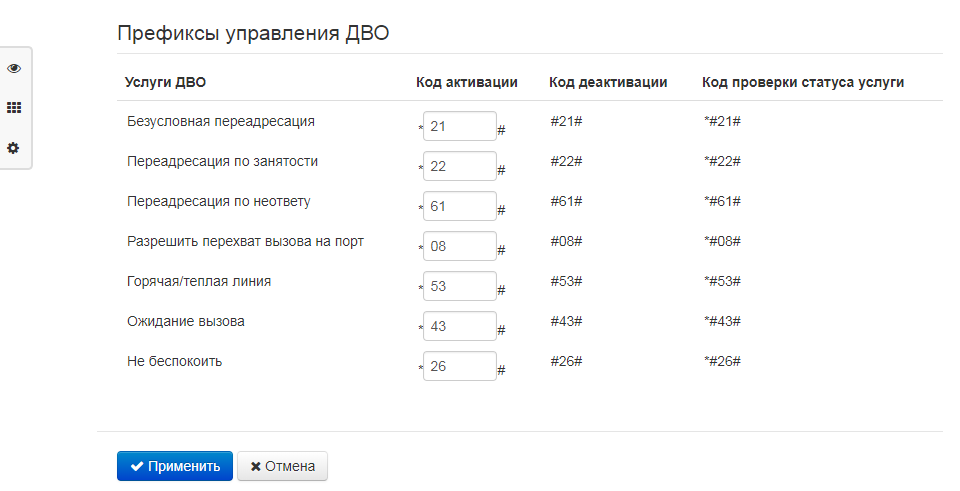 Префиксы управления ДВО
Услуги ДВО Код активации Код деактивации Код проверки статуса услуги
Безусловная переадресация *21# #21# *#21#
Переадресация по занятости *22# #22# *#22#
Переадресация по неответу *61# #61# *#61#
Разрешить перехват вызова на порт *08# #08# *#08#
Горячая/теплая линия *53# #53# *#53#
Ожидание вызова *43# #43# *#43#
Не беспокоить *26# #26# *#26#
Применить Отмена